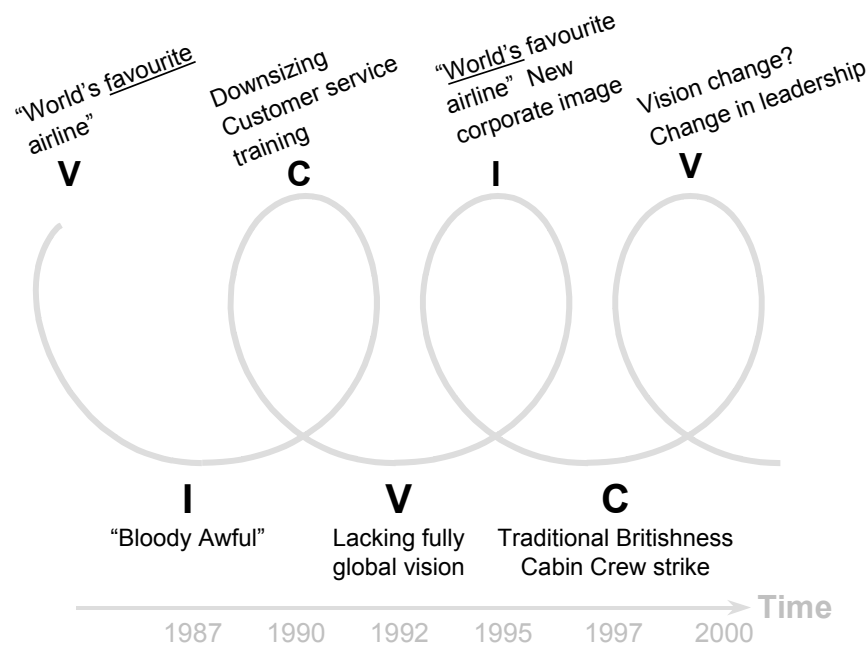 “World’s favourite
airline”
V
Downsizing
Customer service
training
C
“World’s favourite
airline” New
corporate image
I
Vision change?
Change in leadership
V
I
“Bloody Awful”
V
Lacking fully
global vision
C
Traditional Britishness
Cabin Crew strike
Time
1987 1990 1992 1995 1997 2000